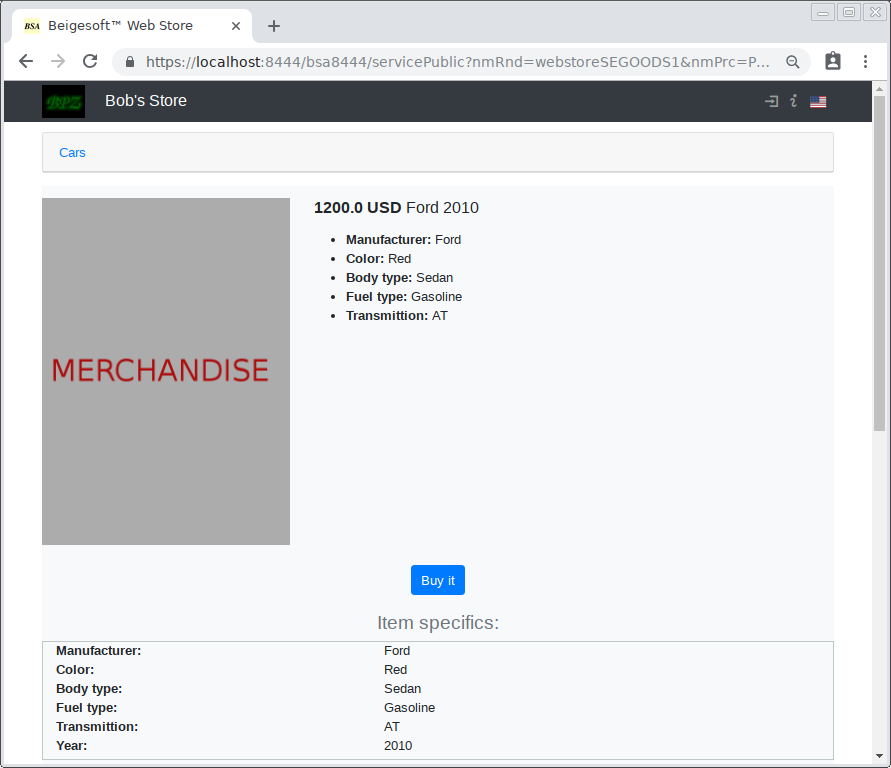 BSA Beigesoft™ Web Store
https://localhost:8444/bsa8444/servicePublic?nmRnd=webstoreSEGOODS1&nmPrc=P...
BPZ Bob's Store
Cars
1200.0 USD Ford 2010
Manufacturer: Ford
Color: Red
Body type: Sedan
Fuel type: Gasoline
Transmittion: AT
MERCHANDISE
Buy it
Item specifics:
Manufacturer: Ford
Color: Red
Body type: Sedan
Fuel type: Gasoline
Transmittion: AT
Year: 2010